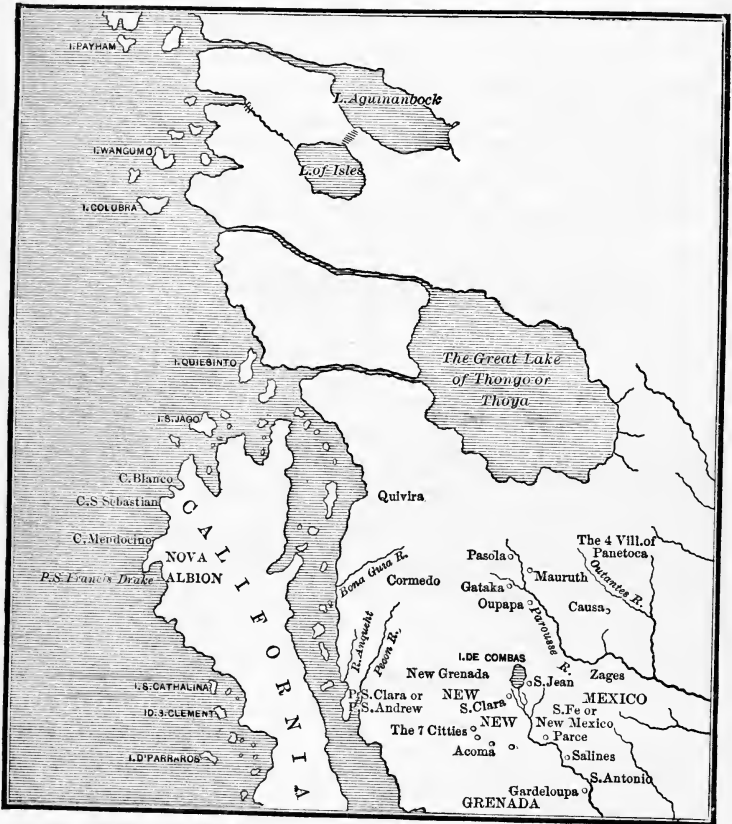 I. PAYHAM
L. Aguinanbock
I. WANGUMO
L. of Isles
I. COLUBRA
I. QUIESINTO
The Great Lake
of Thongo or
Thoya
I. S. JAGO
C. Blanco
C. S Sebastian
C. Mendocino
P. S. Francis Drake
NOVA
ALBION
CALIFORNIA
Quivira
Bona Guia R.
Cormedo
R. Anqucht
Pecon R.
Pasola
Mauruth
Gataka
Oupapa
Parousse
R.
The 4 Vill. of
Panetoca
Outantes R.
Causa
I. DE COMBAS
Zages
New Grenada
S. Jean
MEXICO
P. S. Clara or
P. S. Andrew
NEW
S. Clara
S. Fe or
New Mexico
The 7 Citties
NEW
Parce
Acoma
Salines
S. Antonio
Gardeloupa
GRENADA
I. S. CATHALINA
ID. S. CLEMENT
I. D'PARRAROS